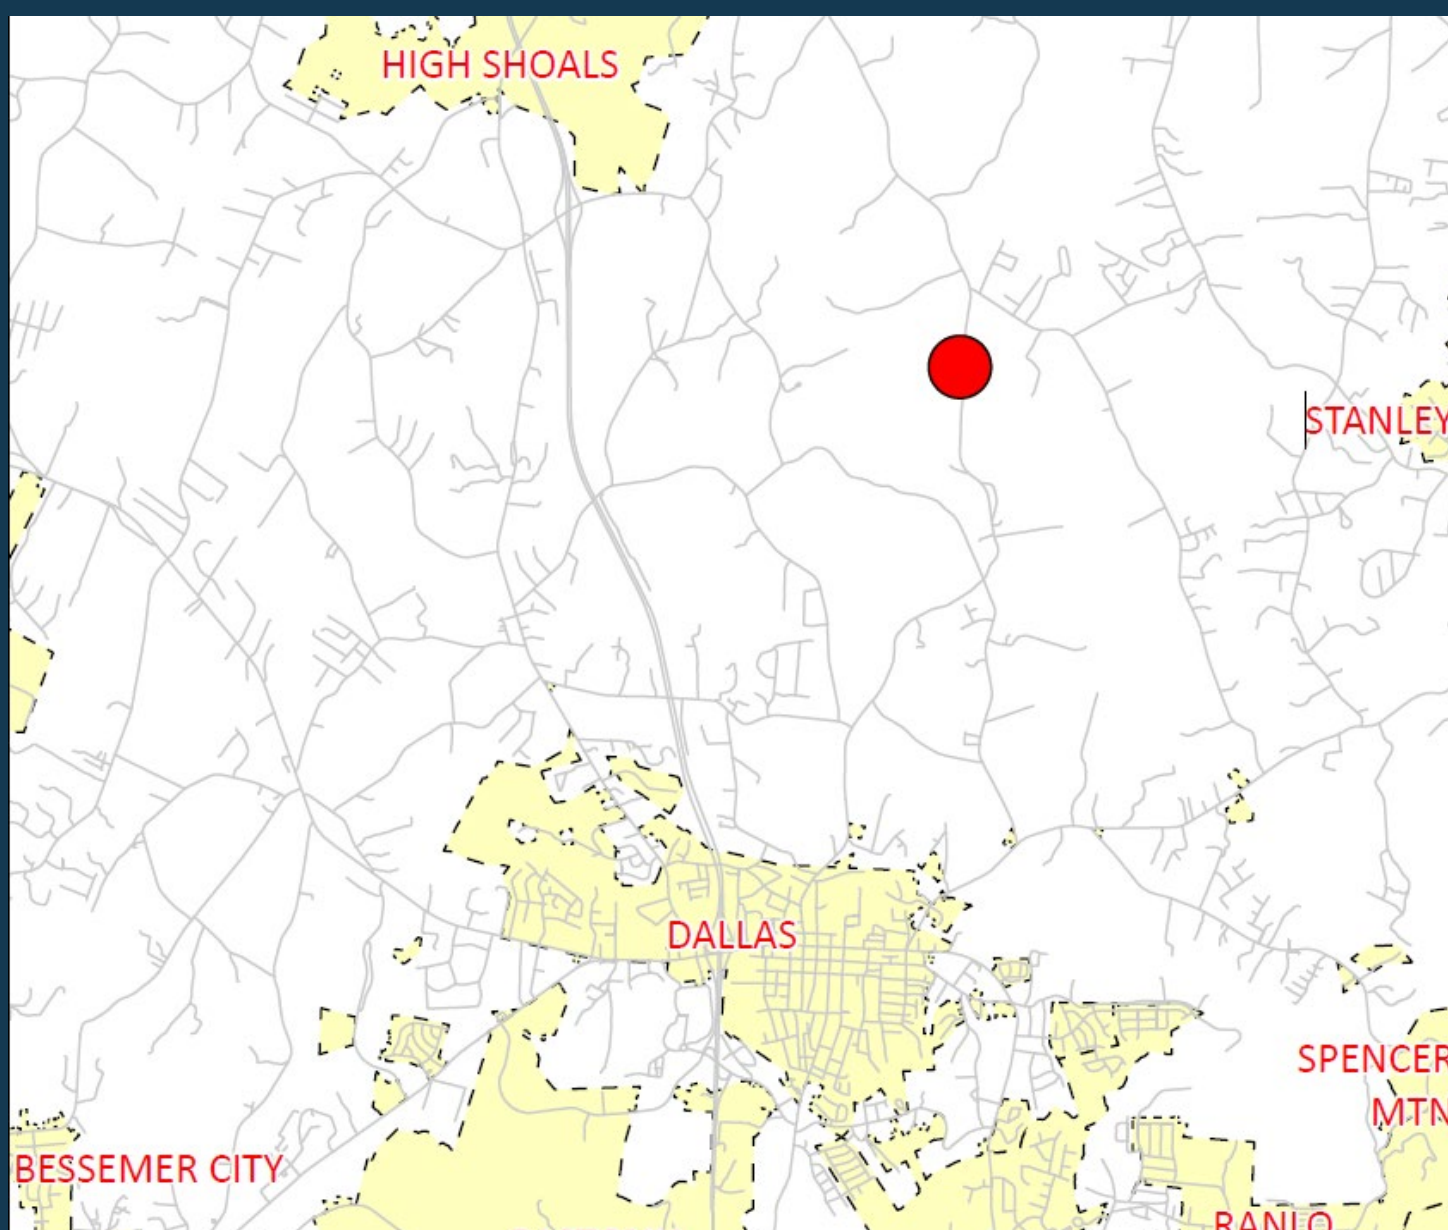 HIGH SHOALS
STANLEY
DALLAS
SPENCER
MTN
BESSEMER CITY
RANLO